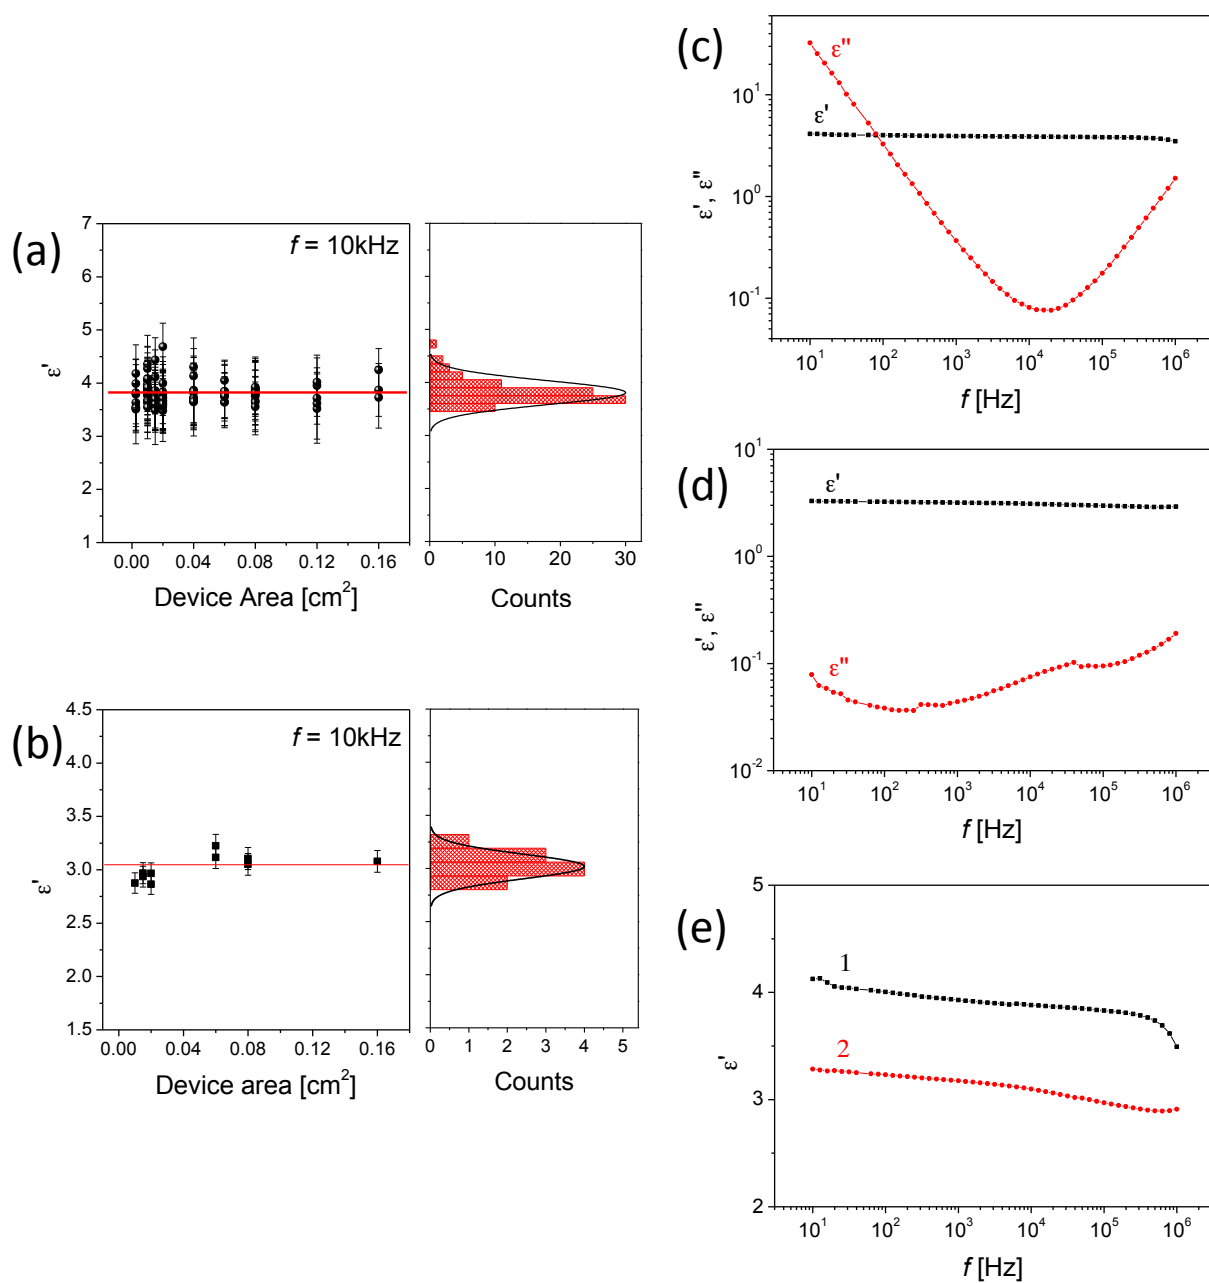 (a)
f = 10kHz
7
6
5
4
3
2
1
ε'
0.00 0.04 0.08 0.12 0.16
Device Area [cm²]
0 10 20 30
Counts
(b)
f = 10kHz
4.5
4.0
3.5
3.0
2.5
2.0
1.5
ε'
0.00 0.04 0.08 0.12 0.16
Device area [cm²]
0 1 2 3 4 5
Counts
(c)
ε''
ε'
10¹
10⁰
10⁻¹
ε', ε''
10¹ 10² 10³ 10⁴ 10⁵ 10⁶
f [Hz]
(d)
ε'
ε''
10¹
10⁰
10⁻¹
10⁻²
ε', ε''
10¹ 10² 10³ 10⁴ 10⁵ 10⁶
f [Hz]
(e)
1
2
5
4
3
2
ε'
10¹ 10² 10³ 10⁴ 10⁵ 10⁶
f [Hz]